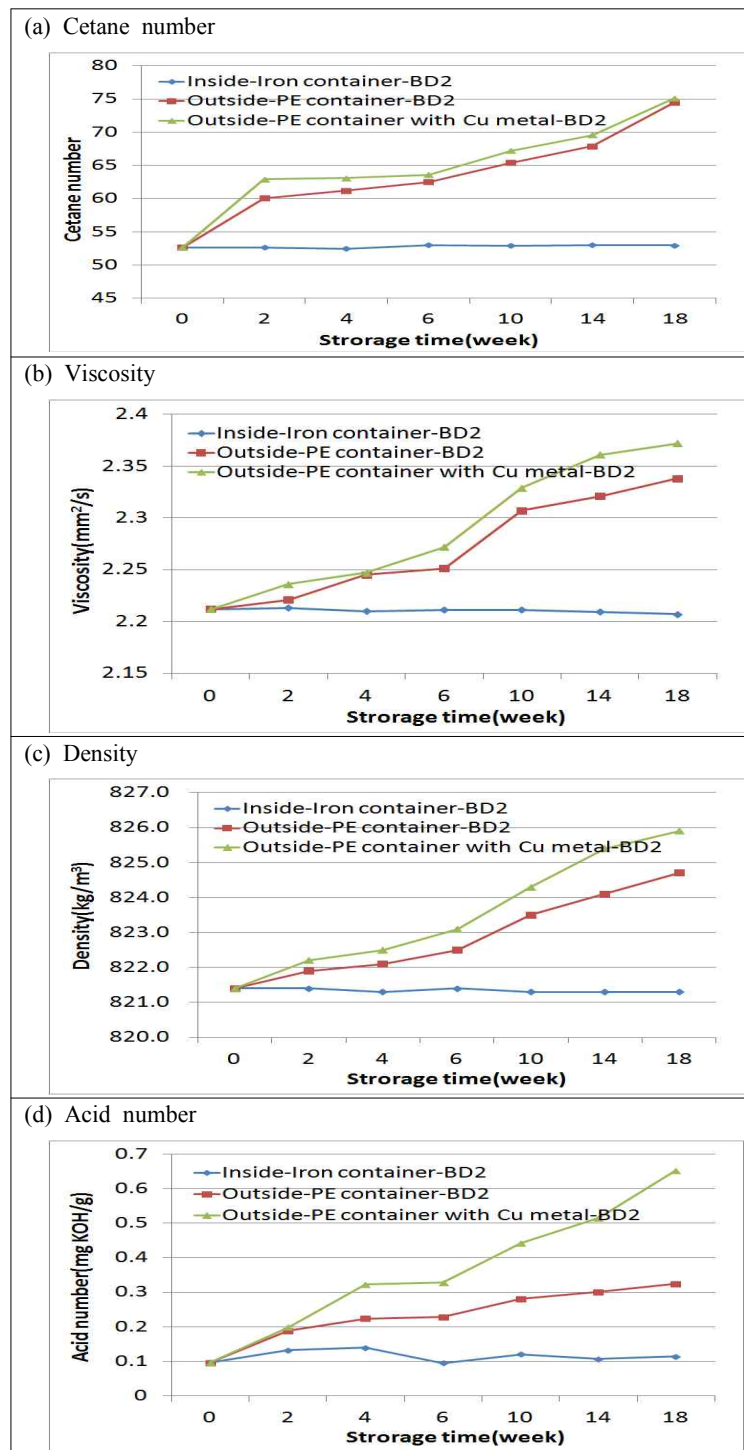 (a) Cetane number
80
75
70
65
60
55
50
45
Cetane number
Inside-Iron container-BD2
Outside-PE container-BD2
Outside-PE container with Cu metal-BD2
0 2 4 6 10 14 18
Strorage time(week)
(b) Viscosity
2.4
2.35
2.3
2.25
2.2
2.15
Viscosity(mm²/s)
Inside-Iron container-BD2
Outside-PE container-BD2
Outside-PE container with Cu metal-BD2
0 2 4 6 10 14 18
Strorage time(week)
(c) Density
827.0
826.0
825.0
824.0
823.0
822.0
821.0
820.0
Density(kg/m³)
Inside-Iron container-BD2
Outside-PE container-BD2
Outside-PE container with Cu metal-BD2
0 2 4 6 10 14 18
Strorage time(week)
(d) Acid number
0.7
0.6
0.5
0.4
0.3
0.2
0.1
0
Acid number(mg KOH/g)
Inside-Iron container-BD2
Outside-PE container-BD2
Outside-PE container with Cu metal-BD2
0 2 4 6 10 14 18
Strorage time(week)